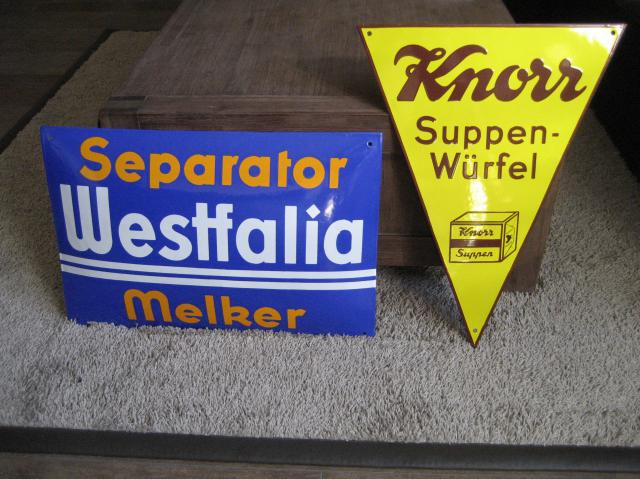 Separator
Westfalia
Melker
Knorr
Suppen-
Würfel
Knorr
Suppen